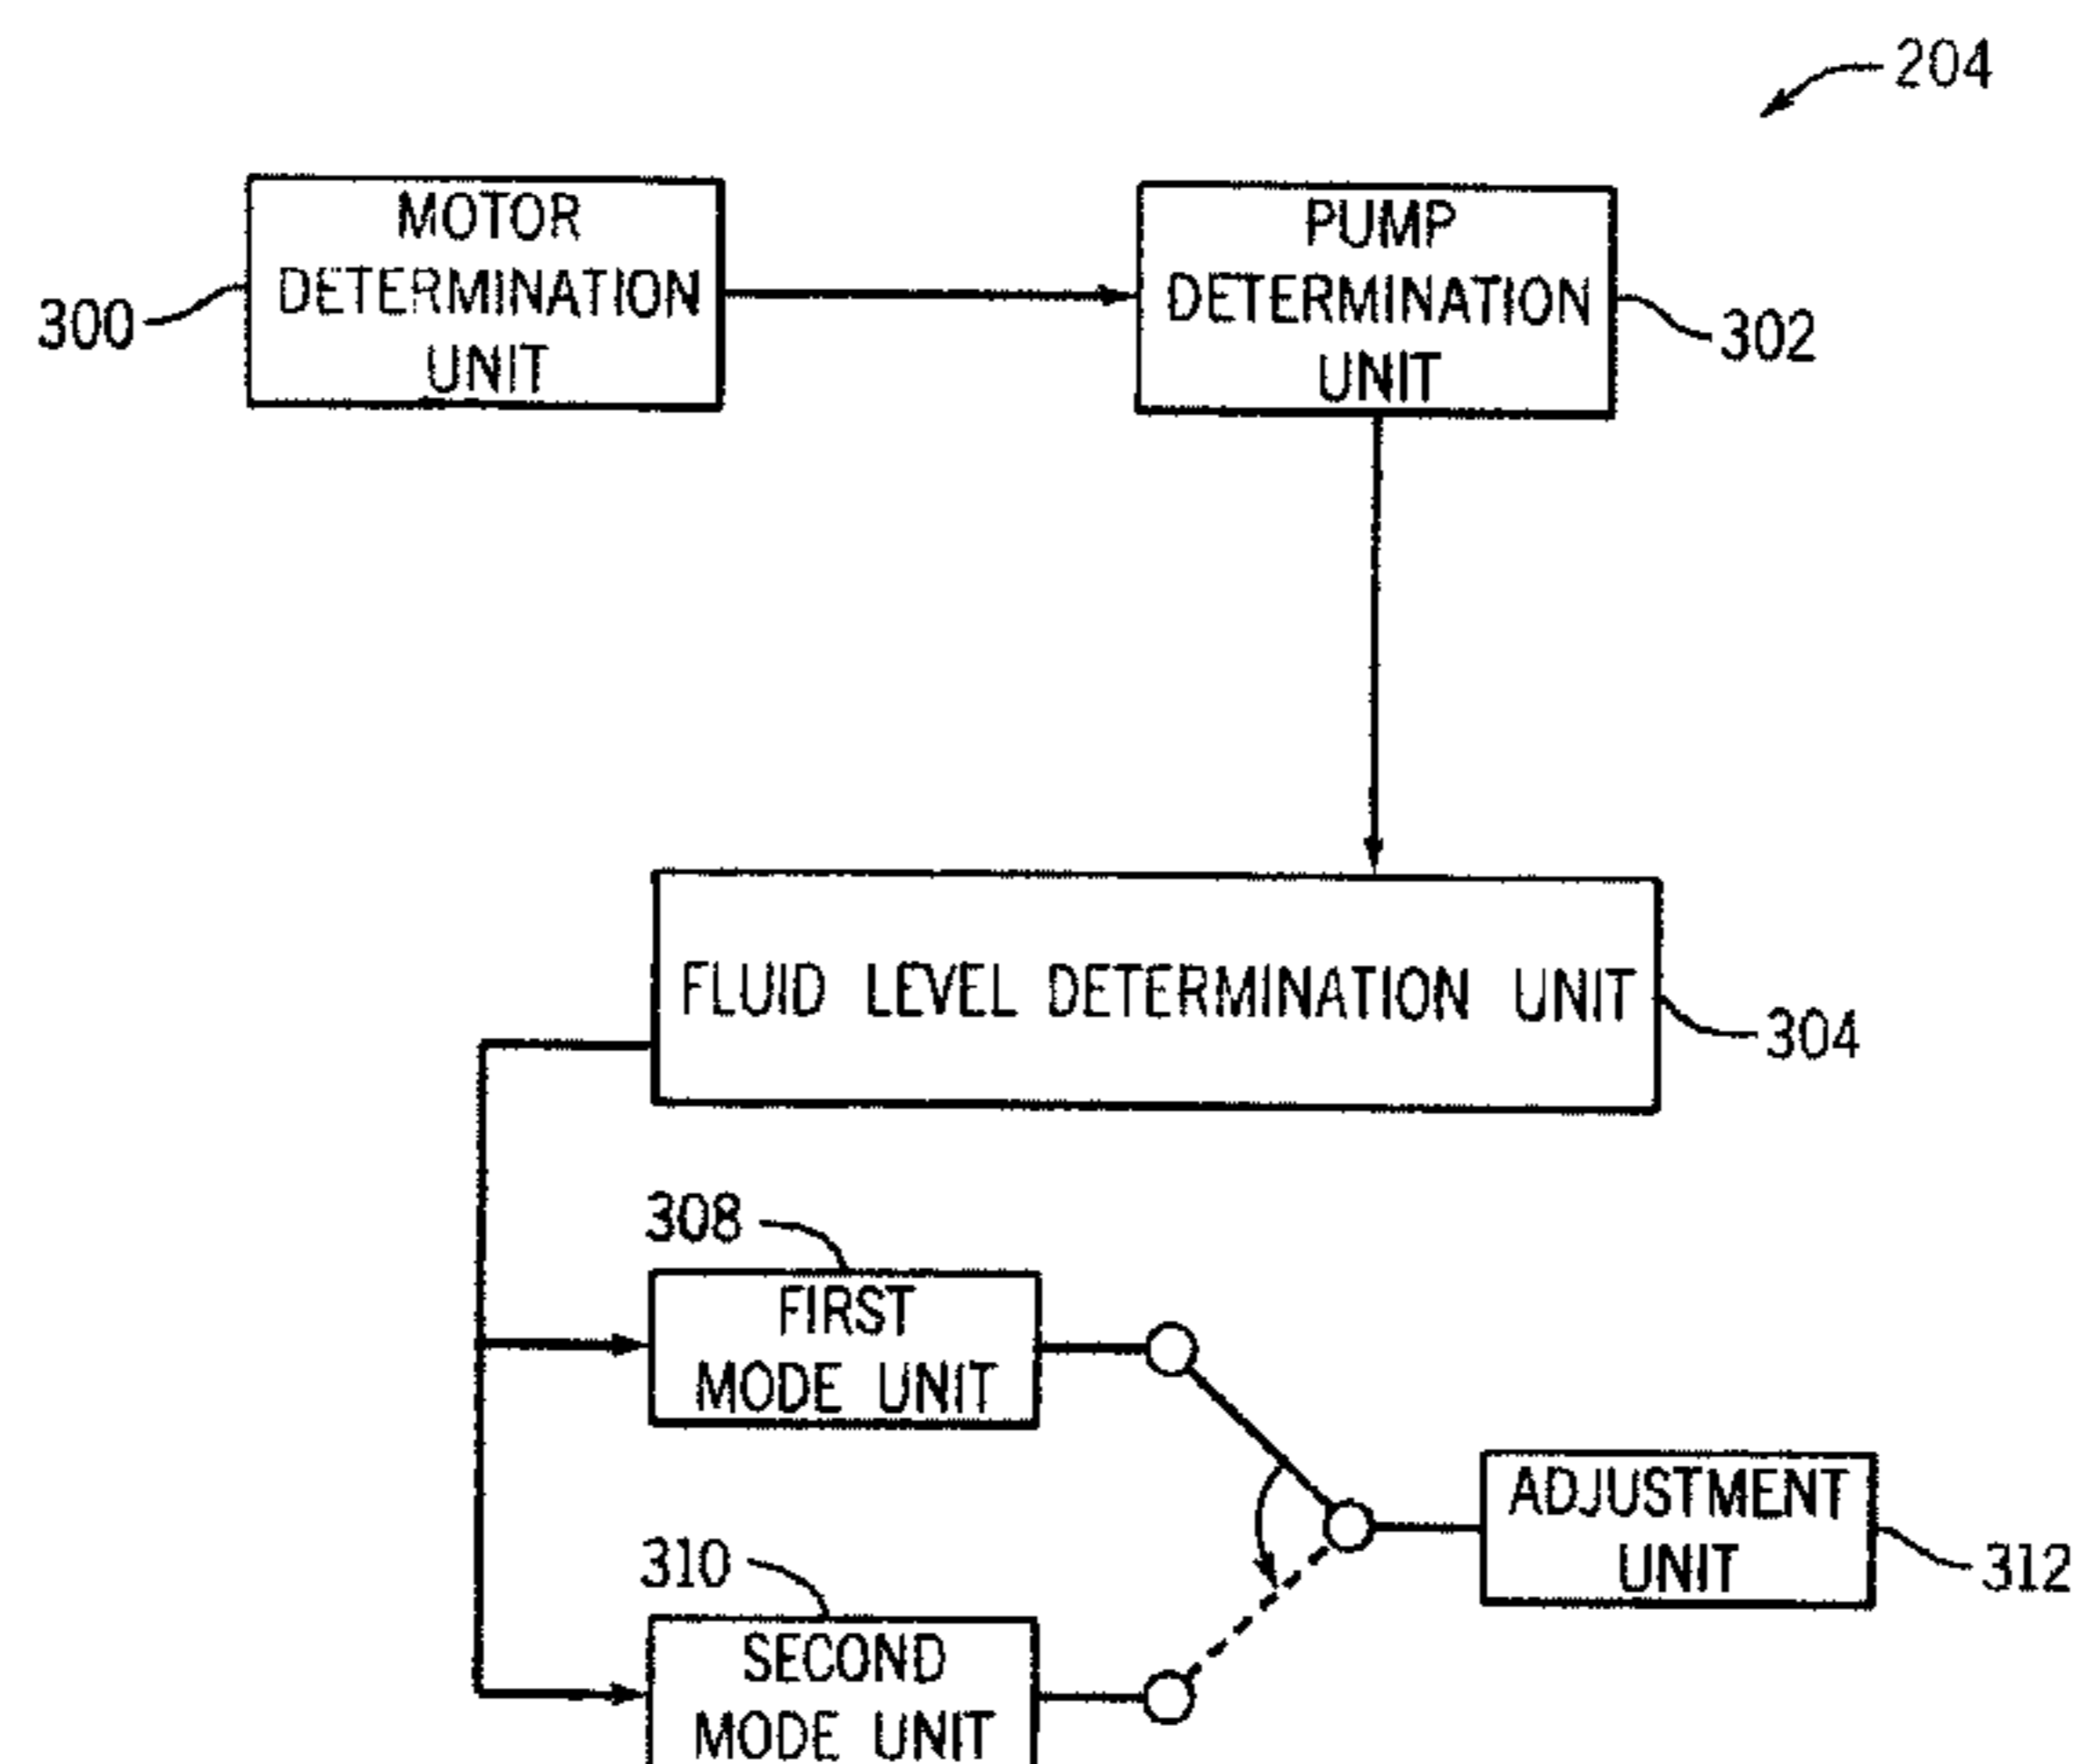 204
MOTOR
DETERMINATION
UNIT
300
PUMP
DETERMINATION
UNIT
302
FLUID LEVEL DETERMINATION UNIT
304
308
FIRST
MODE UNIT
ADJUSTMENT
UNIT
312
310
SECOND
MODE UNIT